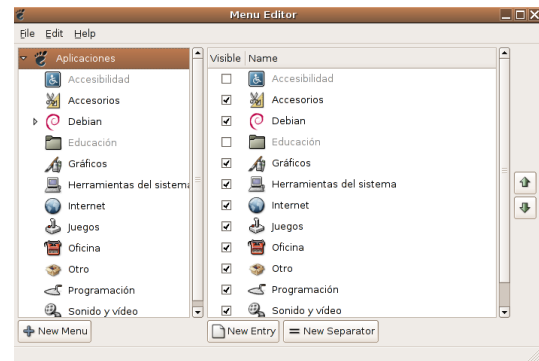 Menu Editor
File Edit Help
Aplicaciones
Accesibilidad
Accesorios
Debian
Educación
Gráficos
Herramientas del sistema
Internet
Juegos
Oficina
Otro
Programación
Sonido y vídeo
New Menu
Visible Name
Accesibilidad
Accesorios
Debian
Educación
Gráficos
Herramientas del sistema
Internet
Juegos
Oficina
Otro
Programación
Sonido y vídeo
New Entry New Separator